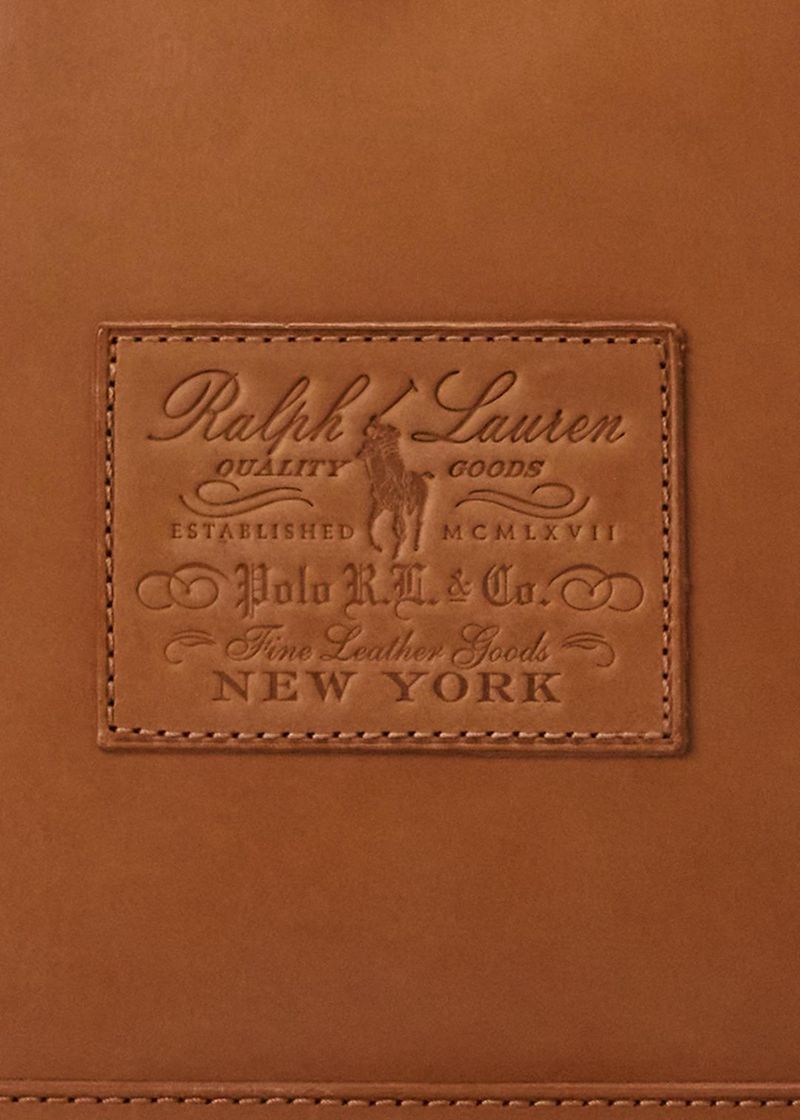 Ralph Lauren
QUALITY GOODS
ESTABLISHED MCMLXVII
Polo R.L. & Co.
Fine Leather Goods
NEW YORK